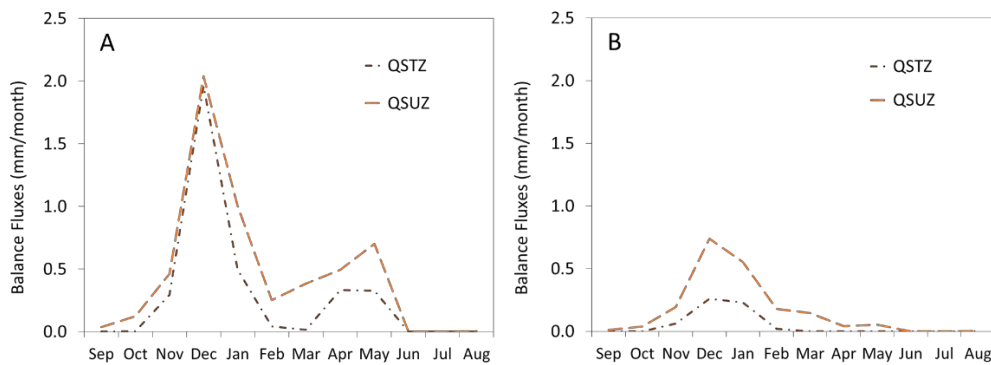 A
QSTZ
QSUZ
Balance Fluxes (mm/month)
2.5
2.0
1.5
1.0
0.5
0.0
Sep Oct Nov Dec Jan Feb Mar Apr May Jun Jul Aug
B
QSTZ
QSUZ
Balance Fluxes (mm/month)
2.5
2.0
1.5
1.0
0.5
0.0
Sep Oct Nov Dec Jan Feb Mar Apr May Jun Jul Aug